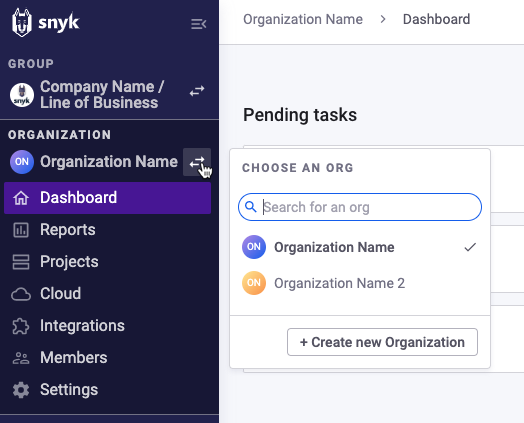 snyk
GROUP
Company Name /
Line of Business
snyk
ORGANIZATION
ON Organization Name
Dashboard
Reports
Projects
Cloud
Integrations
Members
Settings
Organization Name > Dashboard
Pending tasks
CHOOSE AN ORG
Search for an org
ON Organization Name
ON Organization Name 2
+ Create new Organization